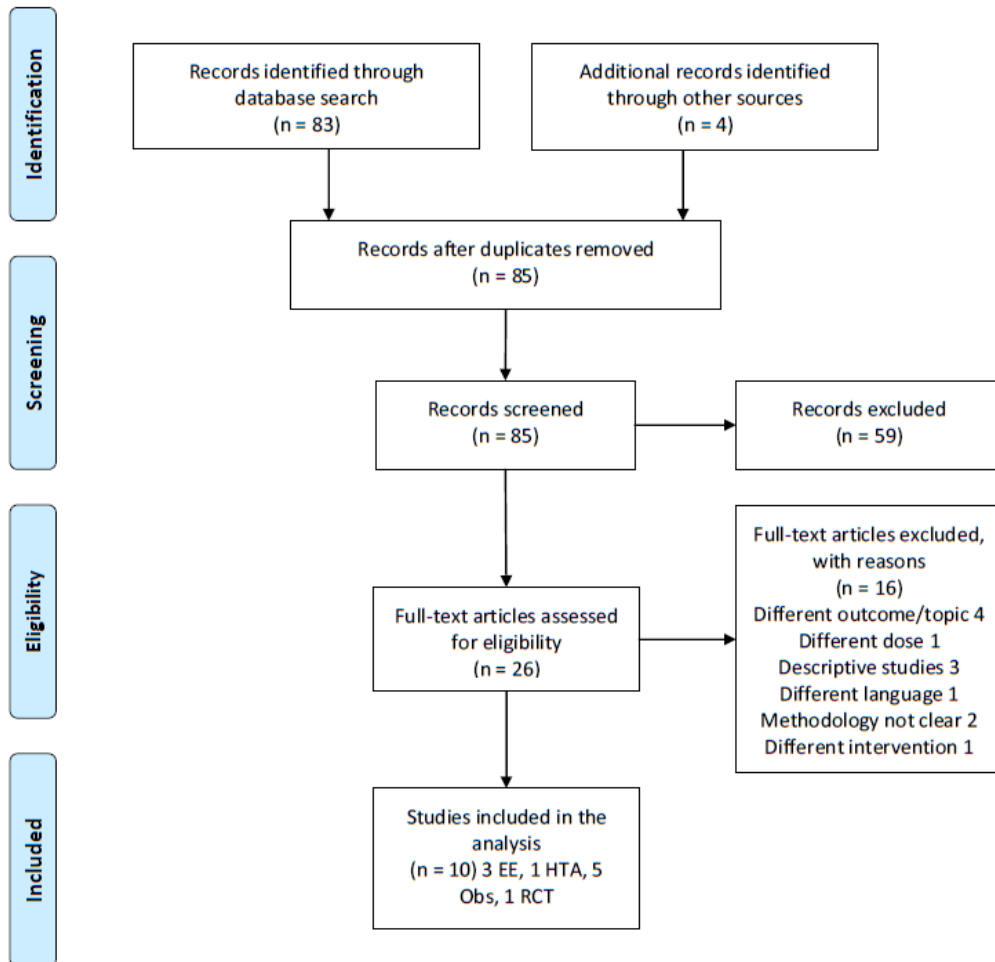 Identification
Records identified through
database search
(n = 83)
Additional records identified
through other sources
(n = 4)
Records after duplicates removed
(n = 85)
Screening
Records screened
(n = 85)
Records excluded
(n = 59)
Eligibility
Full-text articles assessed
for eligibility
(n = 26)
Full-text articles excluded,
with reasons
(n = 16)
Different outcome/topic 4
Different dose 1
Descriptive studies 3
Different language 1
Methodology not clear 2
Different intervention 1
Included
Studies included in the
analysis
(n = 10) 3 EE, 1 HTA, 5
Obs, 1 RCT